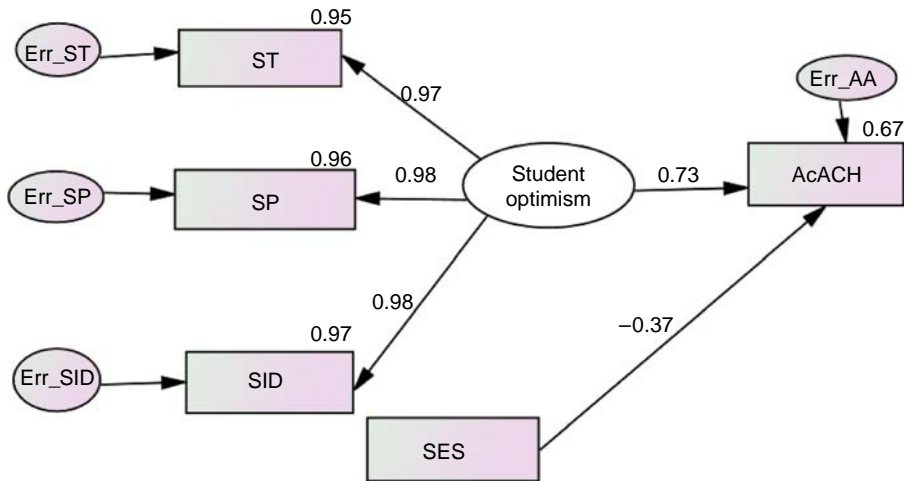 0.95
Err_ST
ST
0.97
Err_AA
0.67
AcACH
0.96
Err_SP
SP
0.98
Student
optimism
0.73
0.98
−0.37
0.97
Err_SID
SID
SES